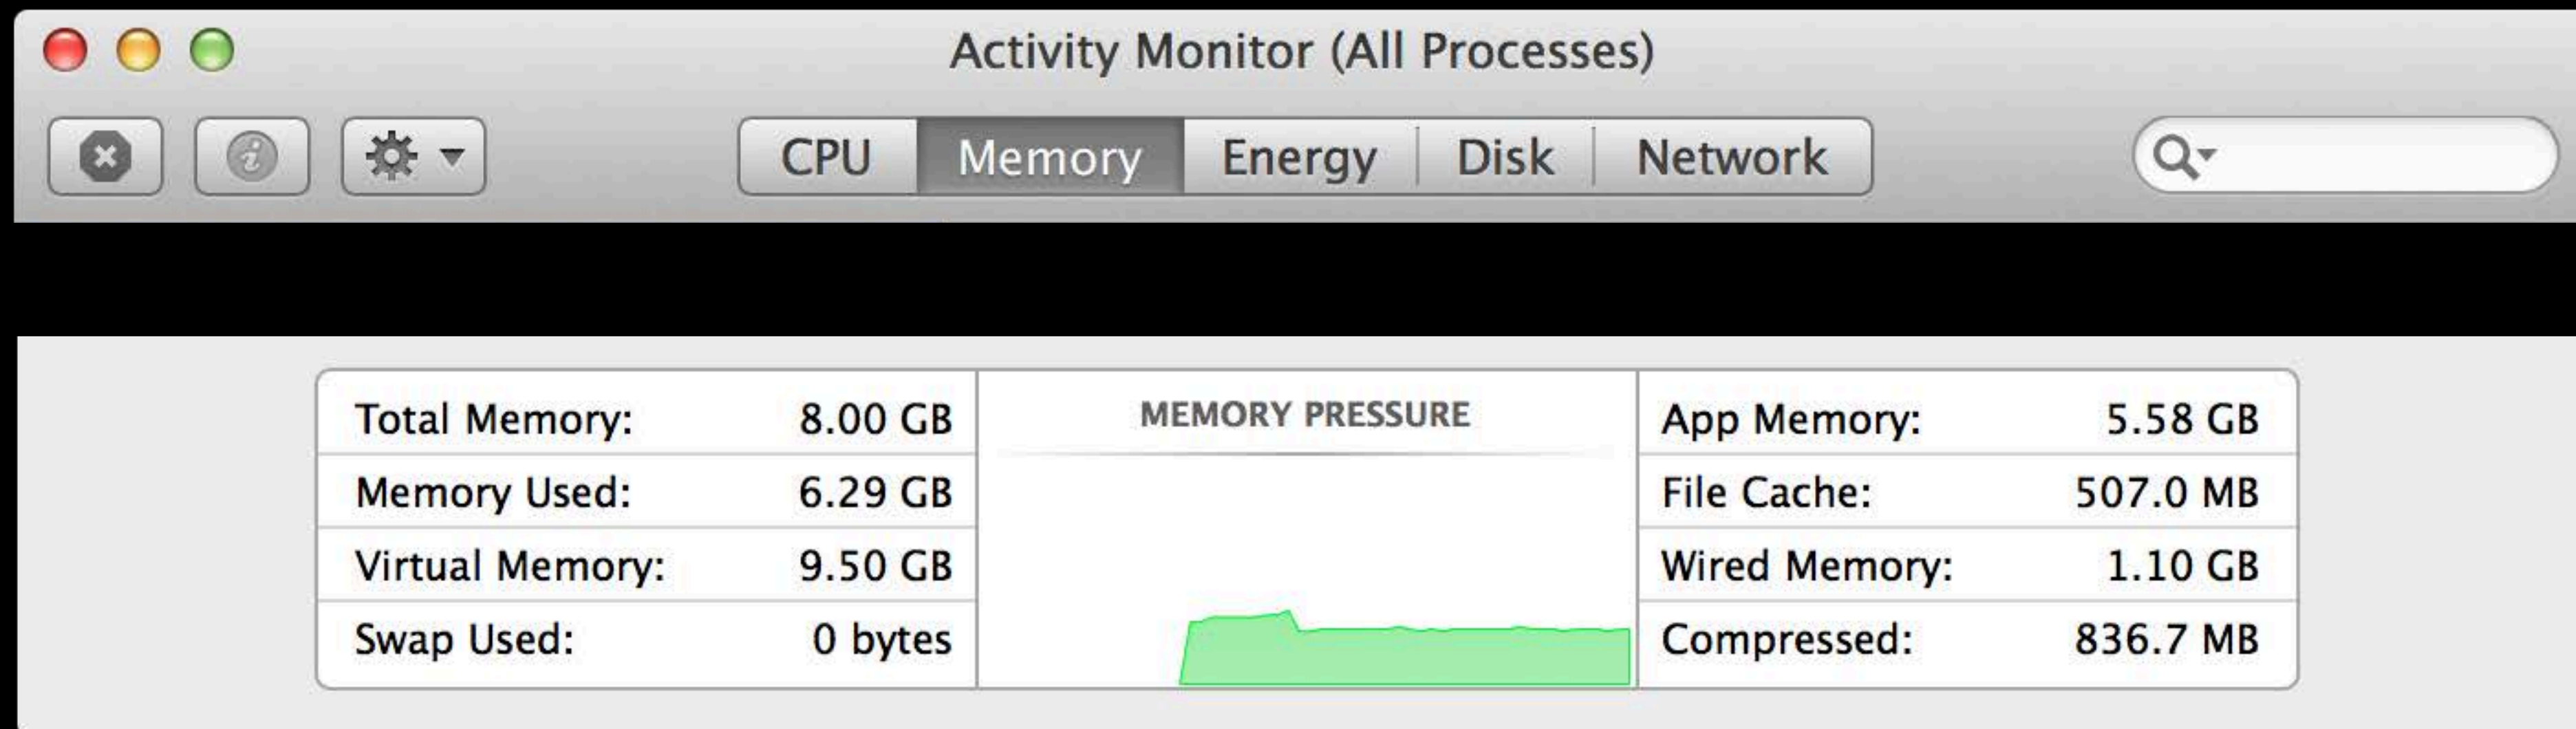 Activity Monitor (All Processes)
CPU Memory Energy Disk Network
Total Memory: 8.00 GB
Memory Used: 6.29 GB
Virtual Memory: 9.50 GB
Swap Used: 0 bytes
MEMORY PRESSURE
App Memory: 5.58 GB
File Cache: 507.0 MB
Wired Memory: 1.10 GB
Compressed: 836.7 MB